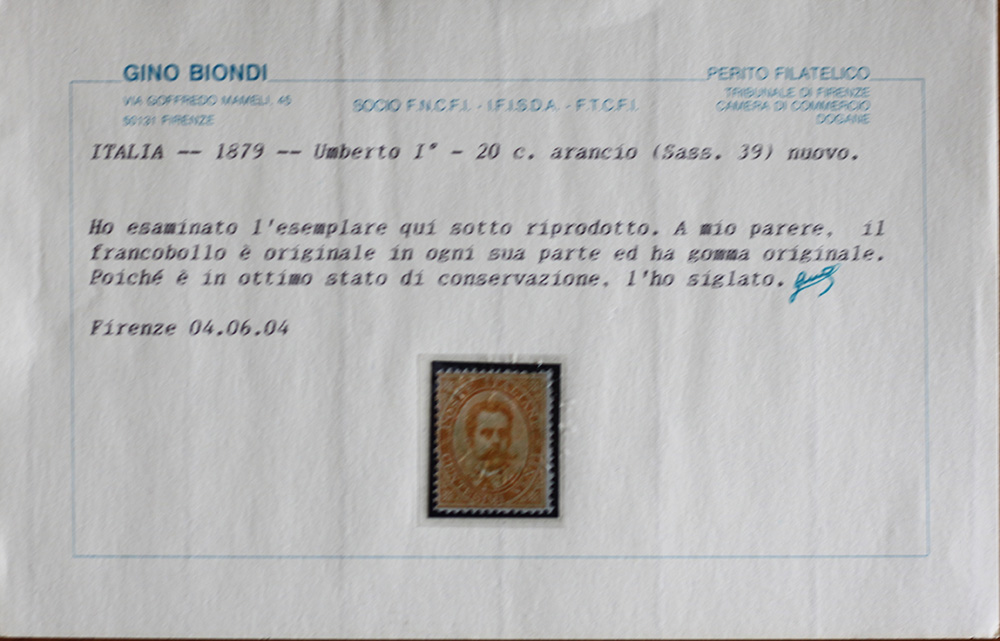 GINO BIONDI
VIA GOFFREDO MAMELI, 45
50131 FIRENZE
SOCIO F.N.C.F.I. - I.F.I.S.D.A. - F.T.C.F.I.
PERITO FILATELICO
TRIBUNALE DI FIRENZE
CAMERA DI COMMERCIO
DOGANE
ITALIA -- 1879 -- Umberto I° - 20 c. arancio (Sass. 39) nuovo.
Ho esaminato l'esemplare qui sotto riprodotto. A mio parere, il
francobollo è originale in ogni sua parte ed ha gomma originale.
Poiché è in ottimo stato di conservazione, l'ho siglato.
Firenze 04.06.04